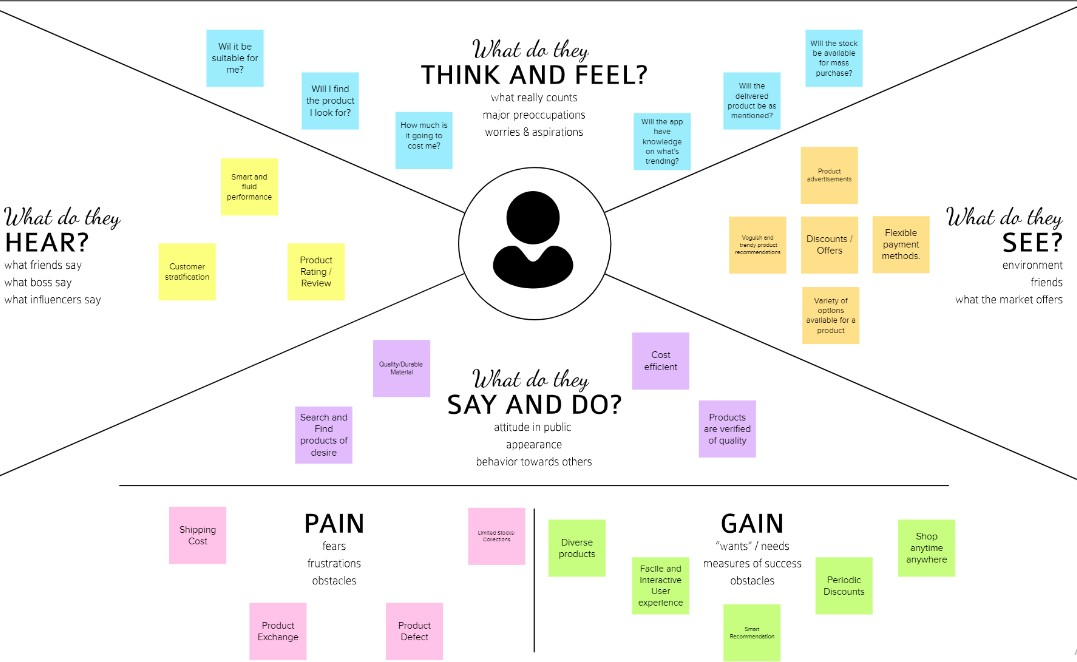 What do they
THINK AND FEEL?
what really counts
major preoccupations
worries & aspirations
Wil it be
suitable for
me?
Will I find
the product
I look for?
How much is
it going to
cost me?
Will the app
have
knowledge
on what's
trending?
Will the
delivered
product be as
mentioned?
Will the stock
be available
for mass
purchase?
What do they
HEAR?
what friends say
what boss say
what influencers say
Smart and
fluid
performance
Customer
stratification
Product
Rating /
Review
What do they
SEE?
environment
friends
what the market offers
Product
advertisements
Voguish and
trendy product
recommendations
Discounts /
Offers
Flexible
payment
methods.
Variety of
options
available for a
product
What do they
SAY AND DO?
attitude in public
appearance
behavior towards others
Quality/Durable
Material
Search and
Find
products of
desire
Cost
efficient
Products
are verified
of quality
PAIN
fears
frustrations
obstacles
Shipping
Cost
Limited Stocks/
Collections
Product
Exchange
Product
Defect
GAIN
"wants" / needs
measures of success
obstacles
Diverse
products
Facile and
Interactive
User
experience
Smart
Recommendation
Periodic
Discounts
Shop
anytime
anywhere